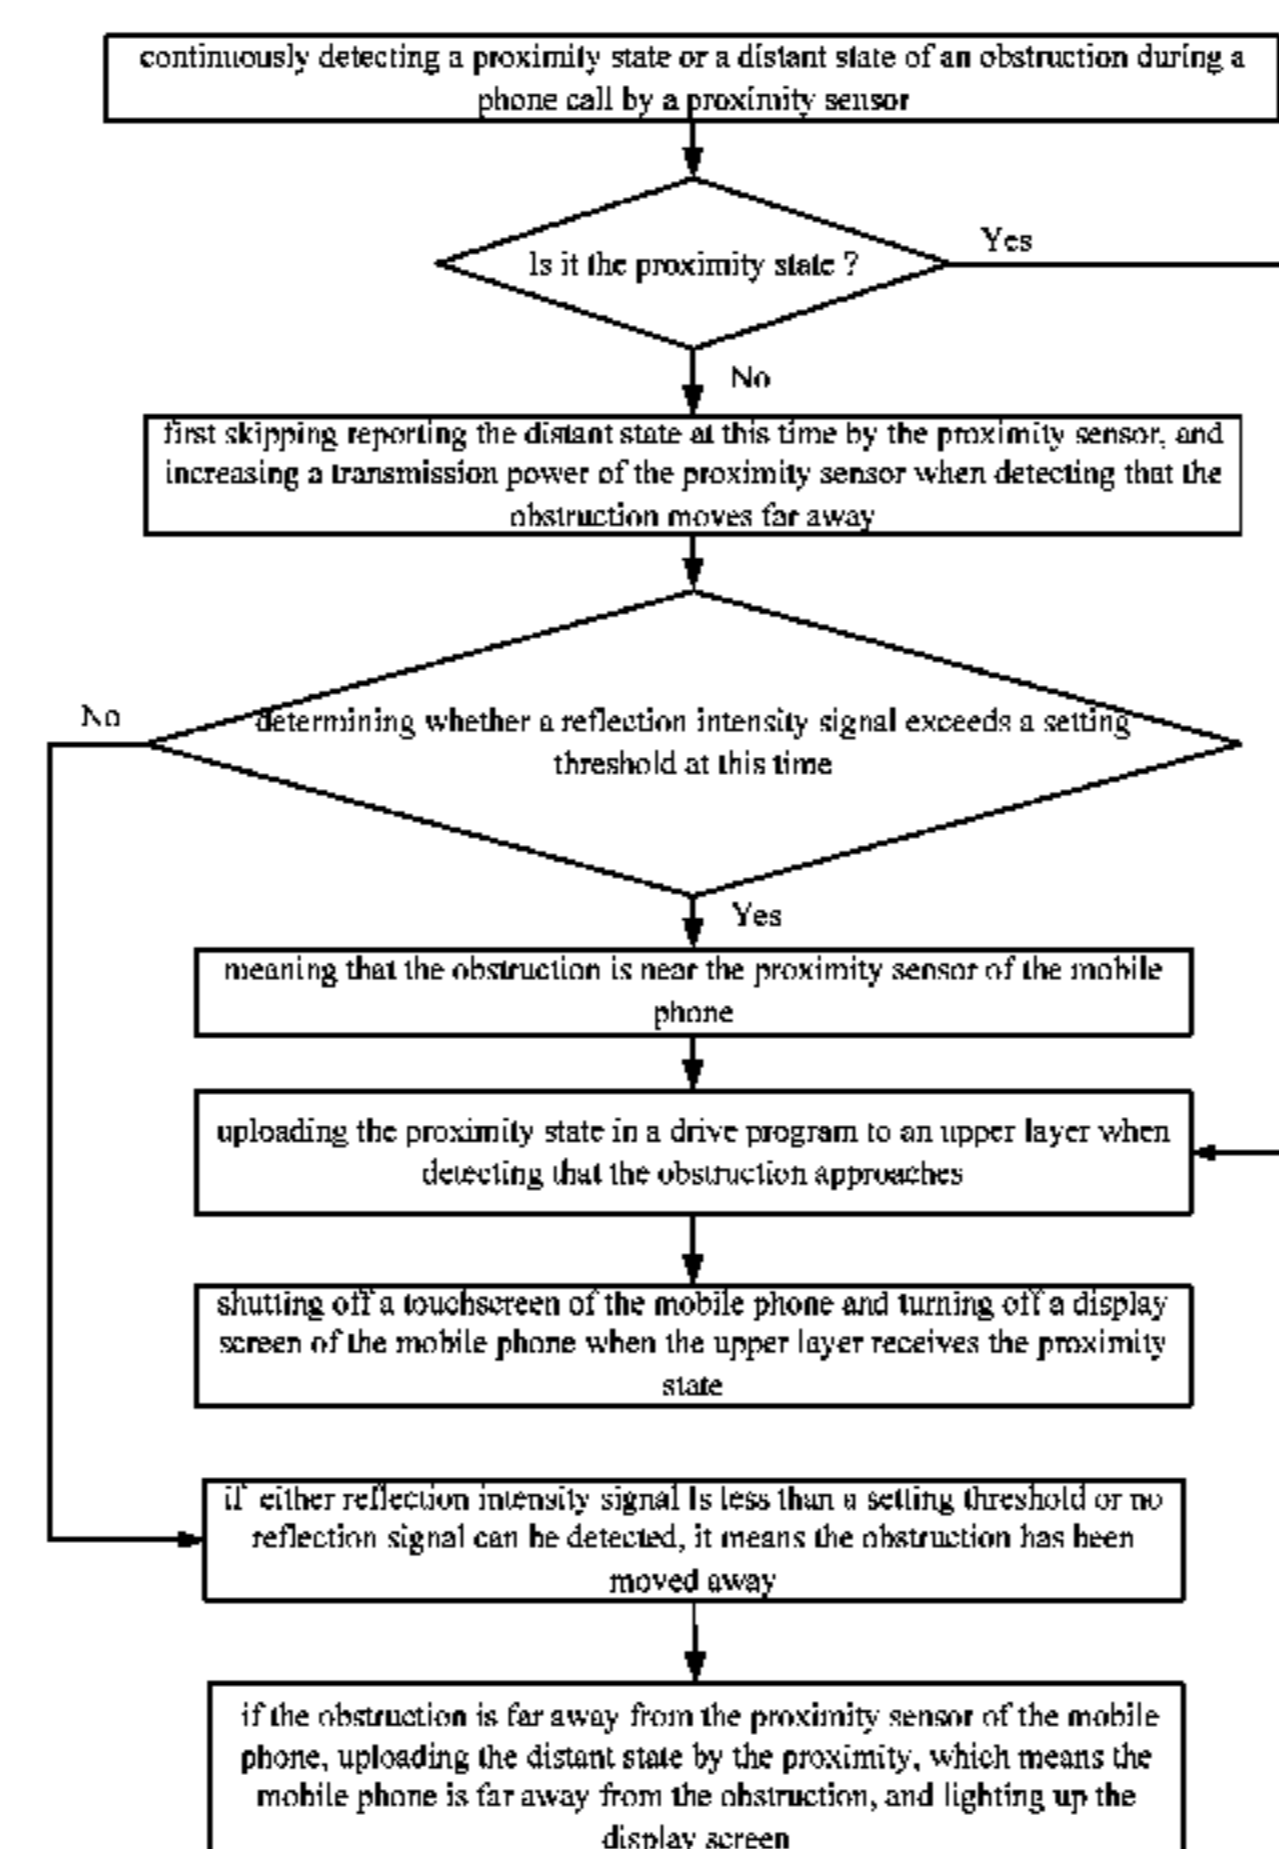 continuously detecting a proximity state or a distant state of an obstruction during a
phone call by a proximity sensor
Is it the proximity state ?
Yes
No
first skipping reporting the distant state at this time by the proximity sensor, and
increasing a transmission power of the proximity sensor when detecting that the
obstruction moves far away
No
determining whether a reflection intensity signal exceeds a setting
threshold at this time
Yes
meaning that the obstruction is near the proximity sensor of the mobile
phone
uploading the proximity state in a drive program to an upper layer when
detecting that the obstruction approaches
shutting off a touchscreen of the mobile phone and turning off a display
screen of the mobile phone when the upper layer receives the proximity
state
if either reflection intensity signal Is less than a setting threshold or no
reflection signal can be detected, it means the obstruction has been
moved away
if the obstruction is far away from the proximity sensor of the mobile
phone, uploading the distant state by the proximity, which means the
mobile phone is far away from the obstruction, and lighting up the
display screen